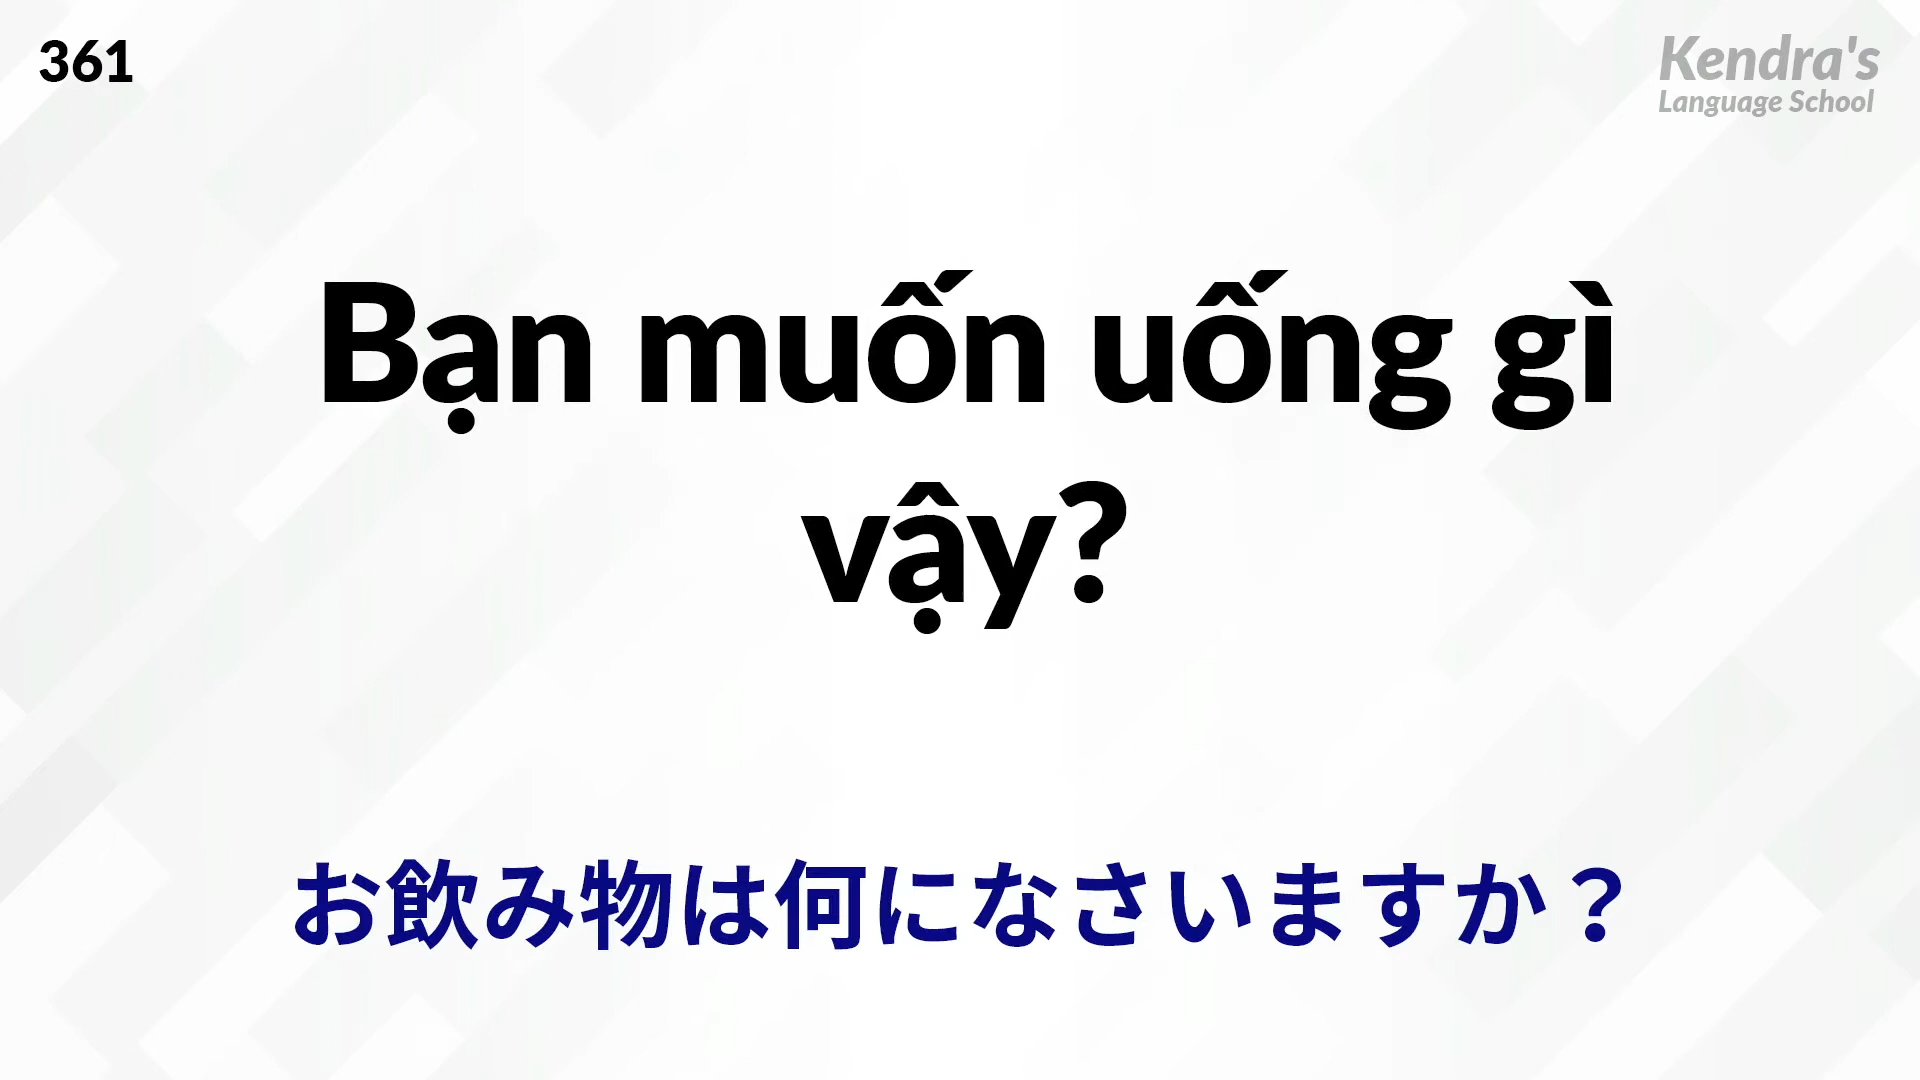 361
Kendra's
Language School
Bạn muốn uống gì
vậy?
お飲み物は何になさいますか？